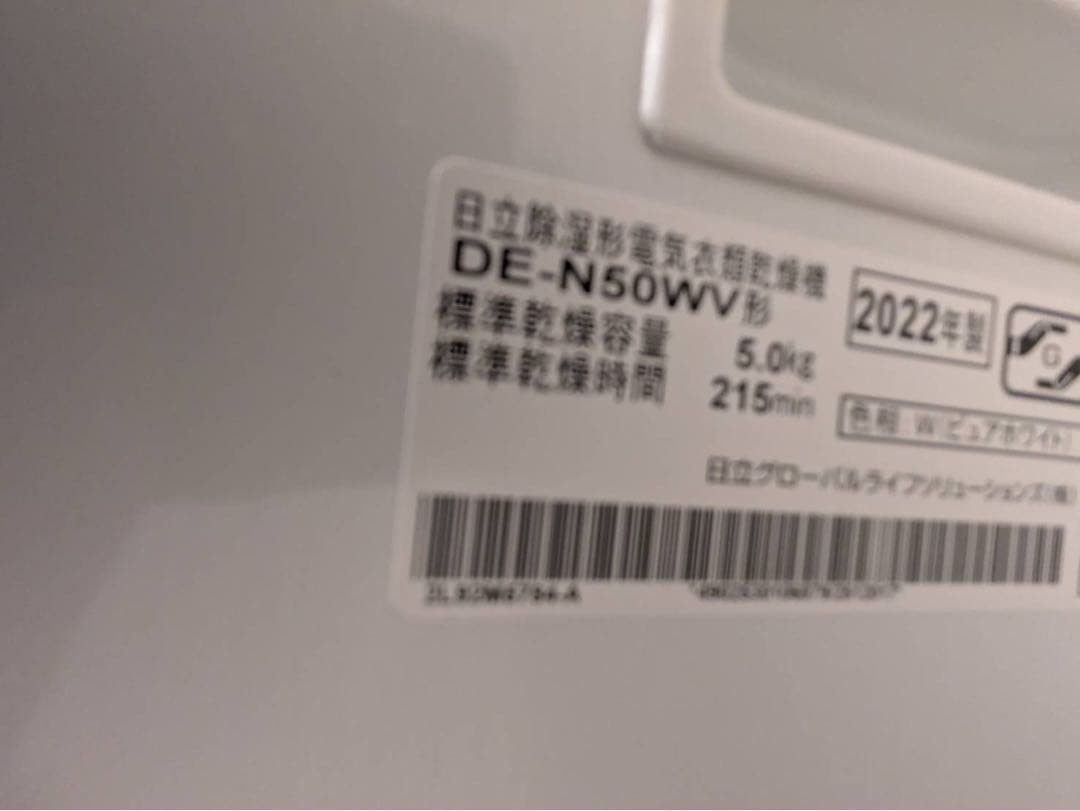 日立除湿形電気衣類乾燥機
DE-N50WV形
標準乾燥容量 5.0kg
標準乾燥時間 215min
2022年製
G
色相 W(ピュアホワイト)
日立グローバルライフソリューションズ(株)